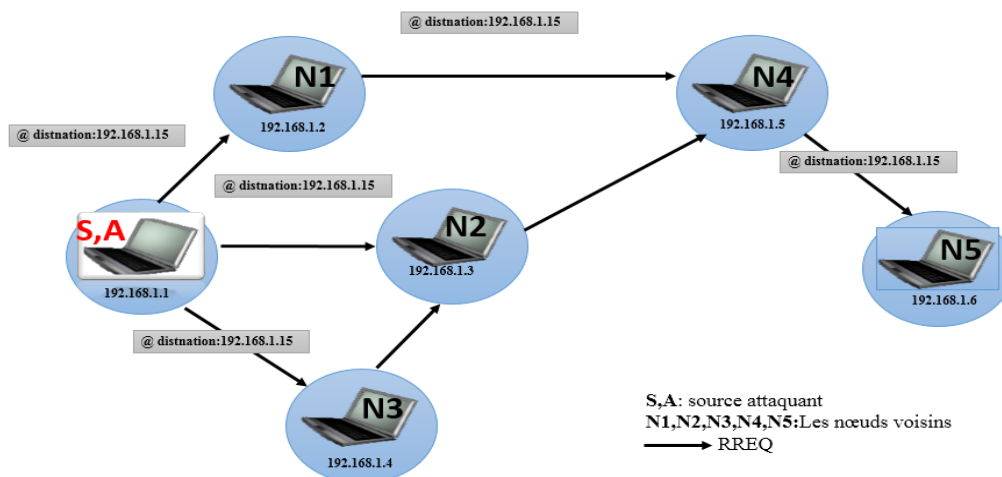 @ distnation:192.168.1.15
N1
N4
192.168.1.2
192.168.1.5
@ distnation:192.168.1.15
@ distnation:192.168.1.15
@ distnation:192.168.1.15
S,A
N2
N5
192.168.1.3
192.168.1.1
192.168.1.6
@ distnation:192.168.1.15
N3
192.168.1.4
S,A: source attaquant
N1,N2,N3,N4,N5:Les nœuds voisins
RREQ